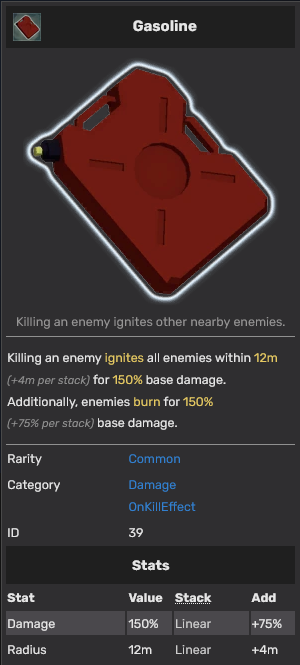 Gasoline
Killing an enemy ignites other nearby enemies.
Killing an enemy ignites all enemies within 12m
(+4m per stack) for 150% base damage.
Additionally, enemies burn for 150%
(+75% per stack) base damage.
Rarity Common
Category Damage
OnKillEffect
ID 39
Stats
Stat Value Stack Add
Damage 150% Linear +75%
Radius 12m Linear +4m